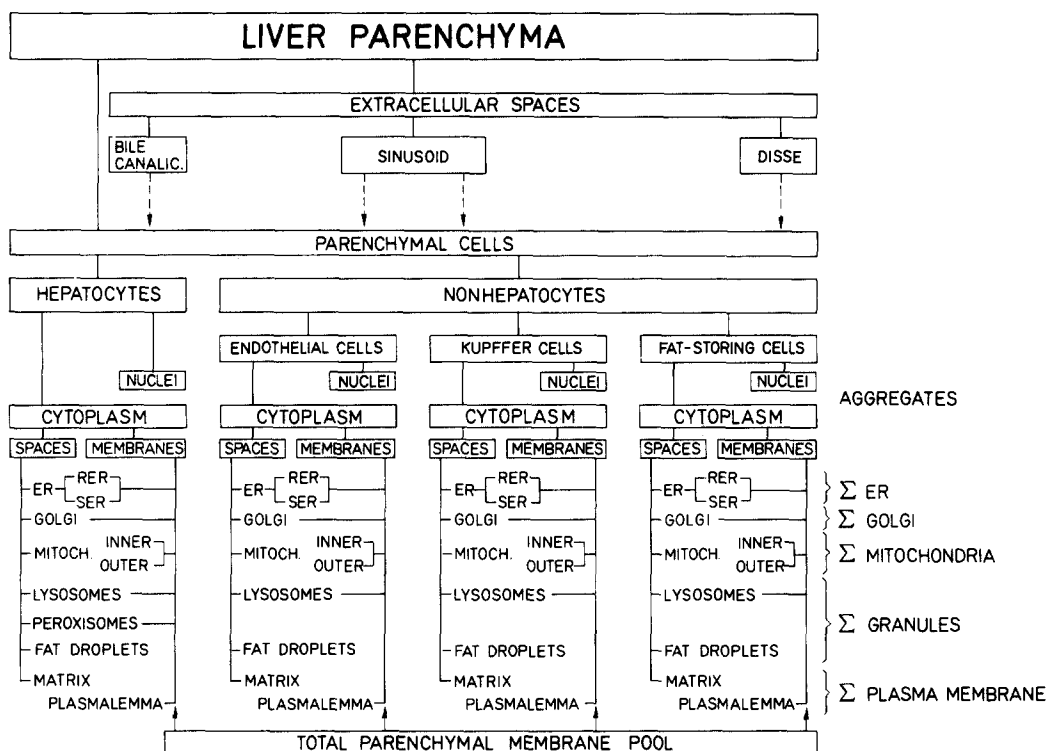 LIVER PARENCHYMA
EXTRACELLULAR SPACES
BILE
CANALIC.
SINUSOID
DISSE
PARENCHYMAL CELLS
HEPATOCYTES
NONHEPATOCYTES
ENDOTHELIAL CELLS
KUPFFER CELLS
FAT-STORING CELLS
NUCLEI NUCLEI NUCLEI NUCLEI
AGGREGATES
CYTOPLASM CYTOPLASM CYTOPLASM CYTOPLASM
SPACES MEMBRANES SPACES MEMBRANES SPACES MEMBRANES SPACES MEMBRANES
RER RER RER RER
ER ER ER ER Σ ER
SER SER SER SER
GOLGI GOLGI GOLGI GOLGI Σ GOLGI
INNER INNER INNER INNER
MITOCH. MITOCH. MITOCH. MITOCH. Σ MITOCHONDRIA
OUTER OUTER OUTER OUTER
LYSOSOMES LYSOSOMES LYSOSOMES LYSOSOMES
PEROXISOMES Σ GRANULES
FAT DROPLETS FAT DROPLETS FAT DROPLETS FAT DROPLETS
MATRIX MATRIX MATRIX MATRIX
Σ PLASMA MEMBRANE
PLASMALEMMA PLASMALEMMA PLASMALEMMA PLASMALEMMA
TOTAL PARENCHYMAL MEMBRANE POOL